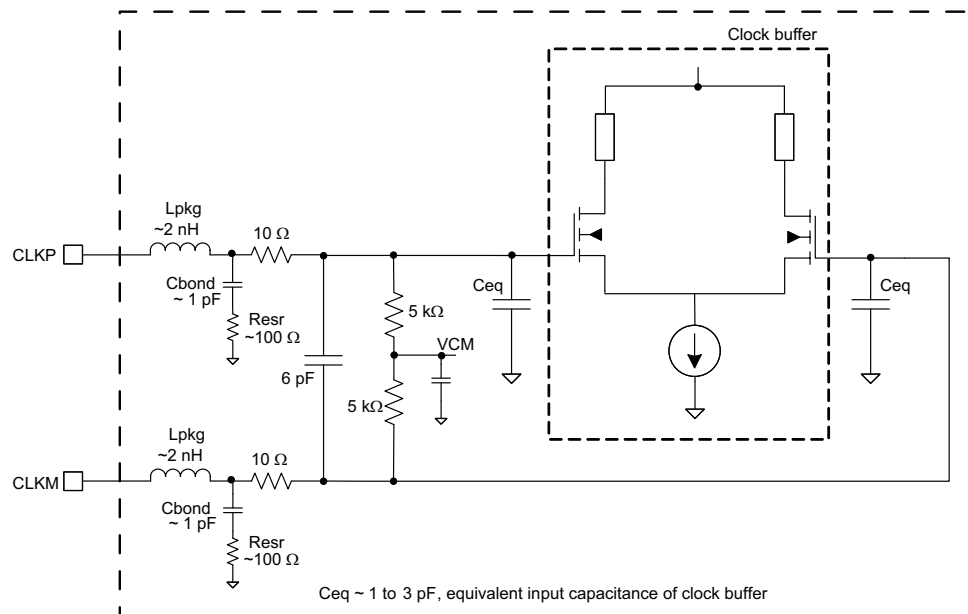 Clock buffer
Lpkg
~2 nH
10 Ω
CLKP
Cbond
~ 1 pF
Resr
~100 Ω
5 kΩ
VCM
6 pF
5 kΩ
Ceq
Ceq
Lpkg
~2 nH
10 Ω
CLKM
Cbond
~ 1 pF
Resr
~100 Ω
Ceq ~ 1 to 3 pF, equivalent input capacitance of clock buffer